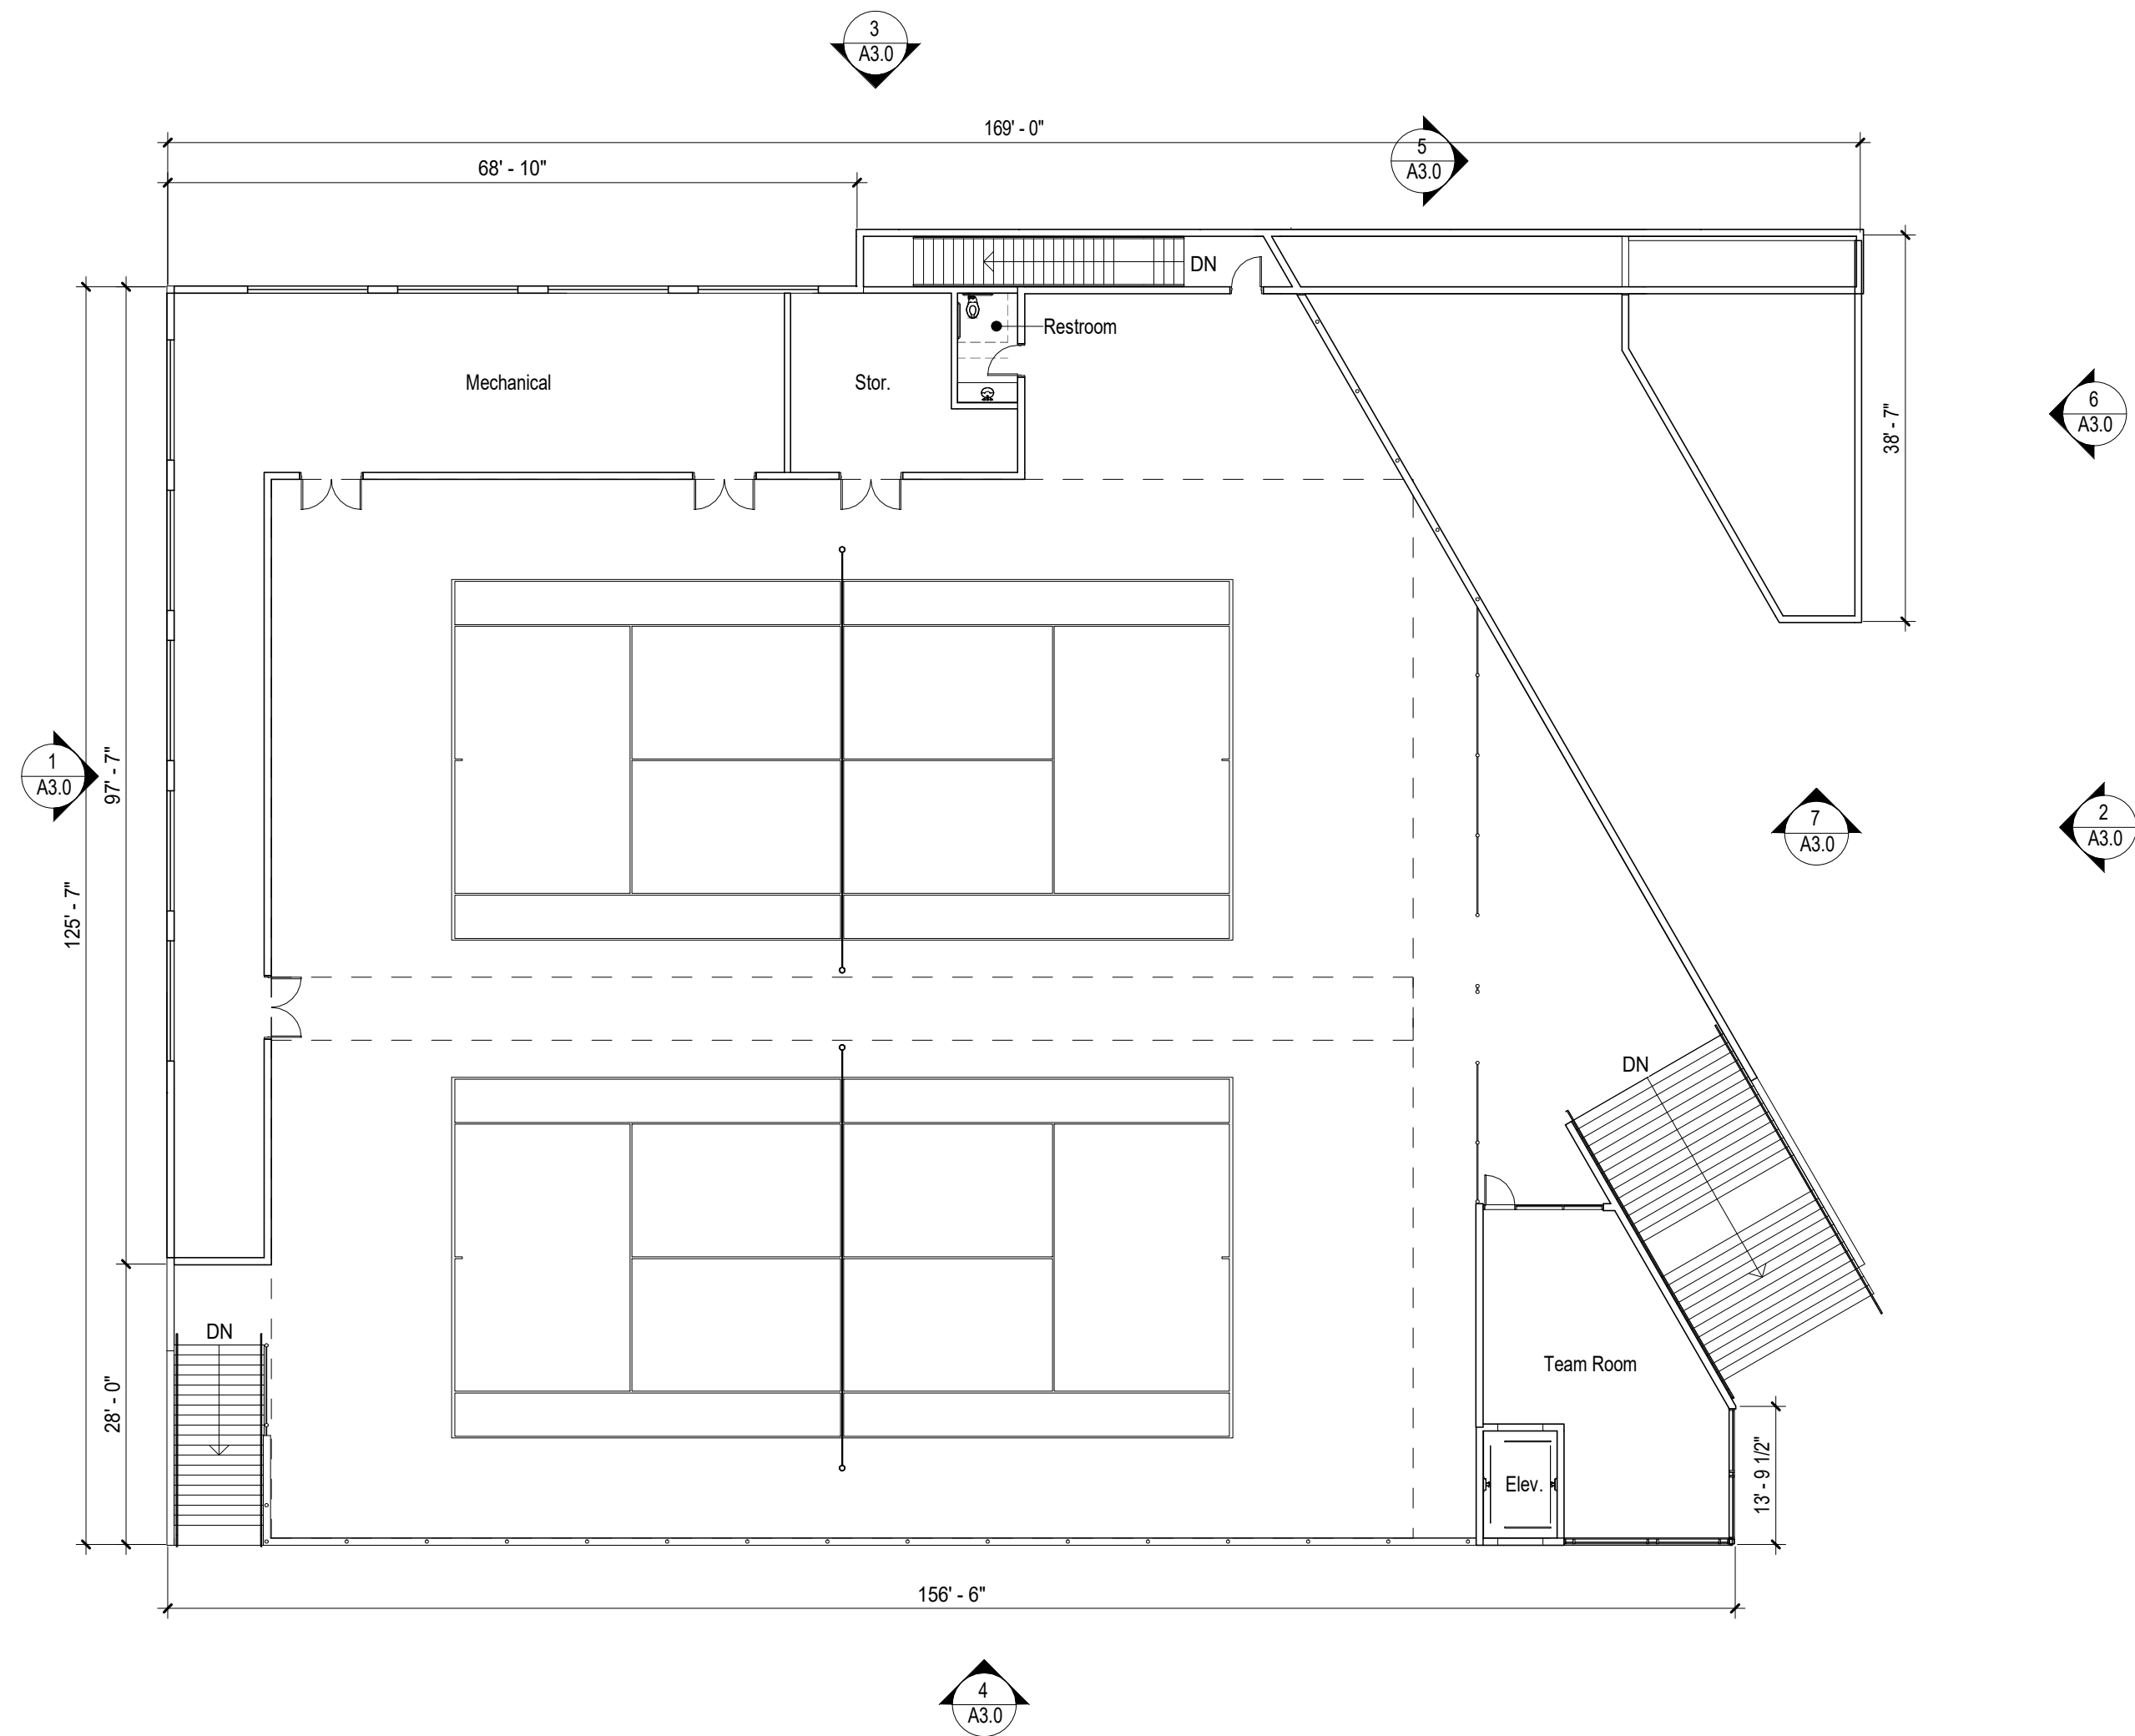 3
A3.0
169' - 0"
5
A3.0
68' - 10"
DN
Restroom
Mechanical
Stor.
38' - 7"
6
A3.0
1
A3.0
97' - 7"
125' - 7"
7
A3.0
2
A3.0
DN
DN
28' - 0"
Team Room
Elev.
13' - 9 1/2"
156' - 6"
4
A3.0